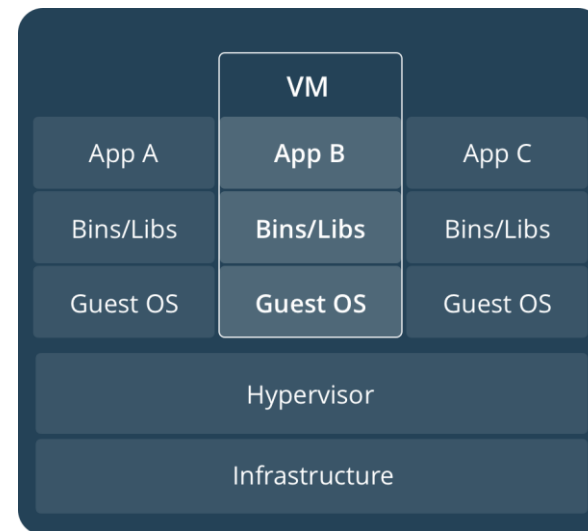 VM
App A App B App C
Bins/Libs Bins/Libs Bins/Libs
Guest OS Guest OS Guest OS
Hypervisor
Infrastructure